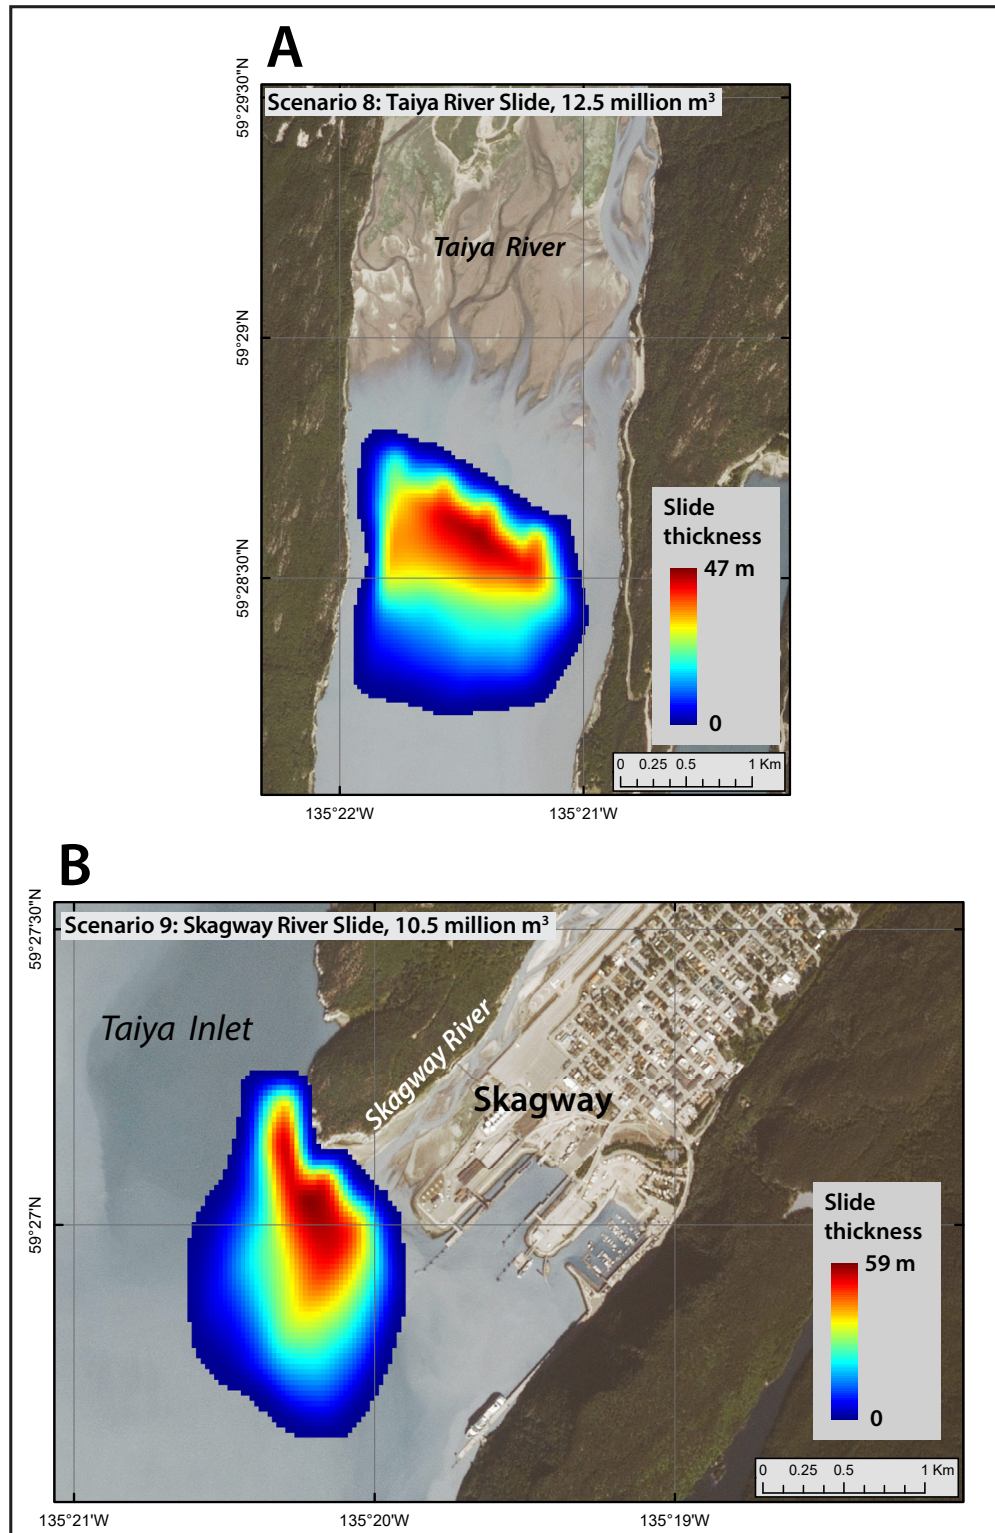 A
Scenario 8: Taiya River Slide, 12.5 million m³
59°29'30"N
Taiya River
59°29'N
59°28'30"N
Slide
thickness
47 m
0
0 0.25 0.5 1 Km
135°22'W 135°21'W
B
Scenario 9: Skagway River Slide, 10.5 million m³
59°27'30"N
Taiya Inlet
Skagway River
Skagway
59°27'N
Slide
thickness
59 m
0
0 0.25 0.5 1 Km
135°21'W 135°20'W 135°19'W